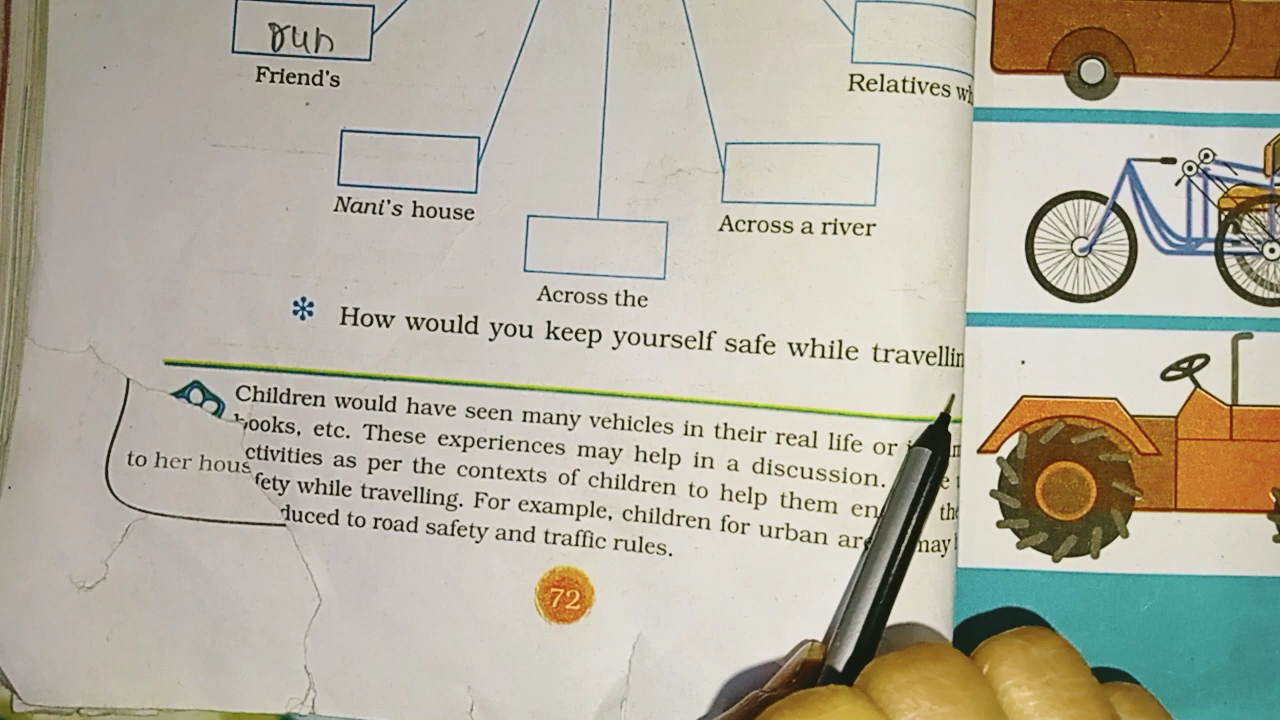 run
Friend's
Relatives
Nani's house
Across a river
Across the
How would you keep yourself safe while
Children would have seen many vehicles in their real life or
books, etc. These experiences may help in a discussion.
to her hous
ctivities as per the contexts of children to help them en
fety while travelling. For example, children for urban may
duced to road safety and traffic rules.
72